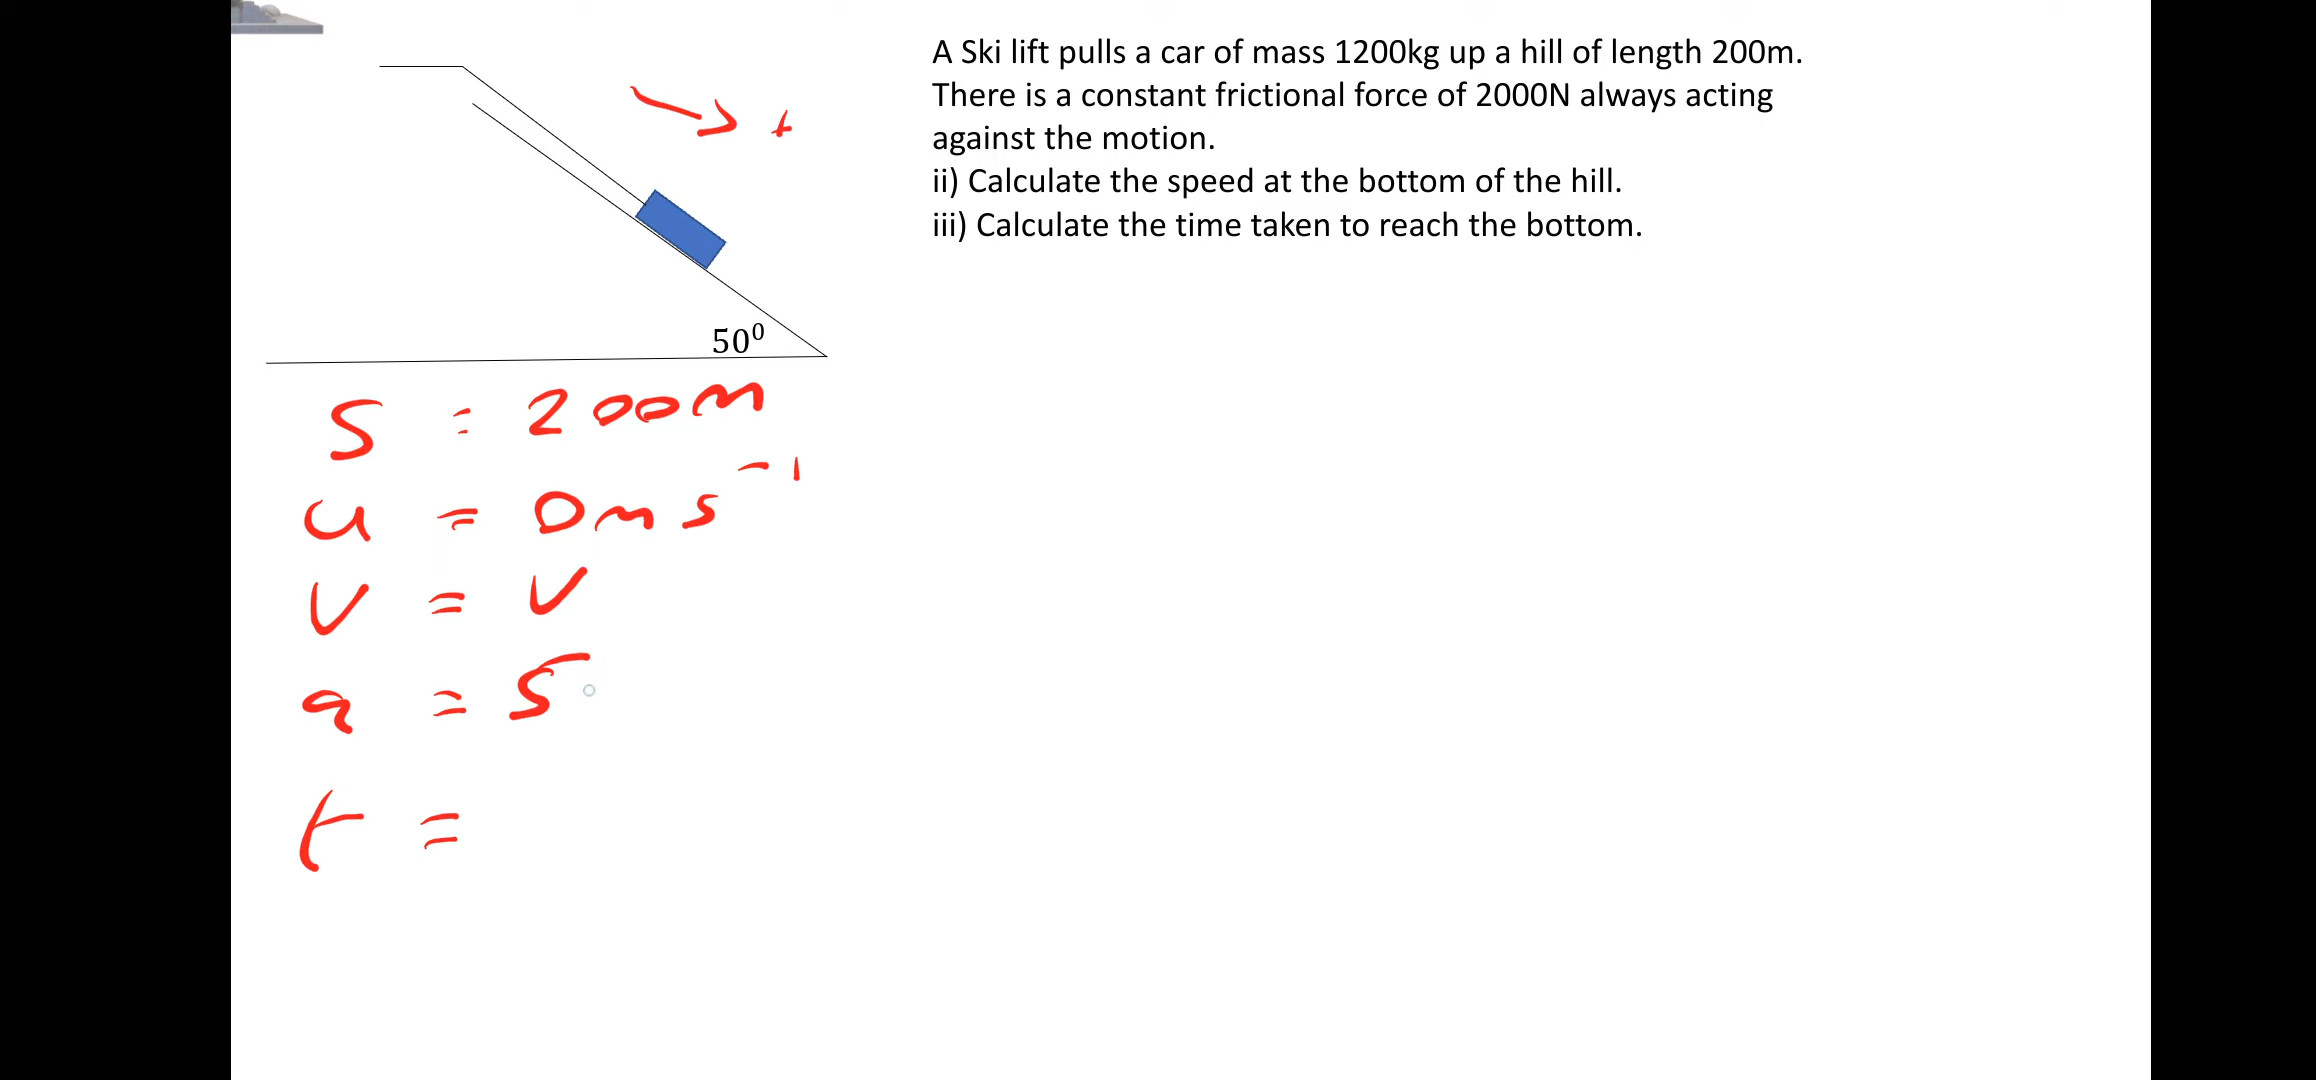 A Ski lift pulls a car of mass 1200kg up a hill of length 200m.
There is a constant frictional force of 2000N always acting
against the motion.
ii) Calculate the speed at the bottom of the hill.
iii) Calculate the time taken to reach the bottom.
+
50⁰
S = 200m
u = 0ms⁻¹
v = v
a = 5
t =